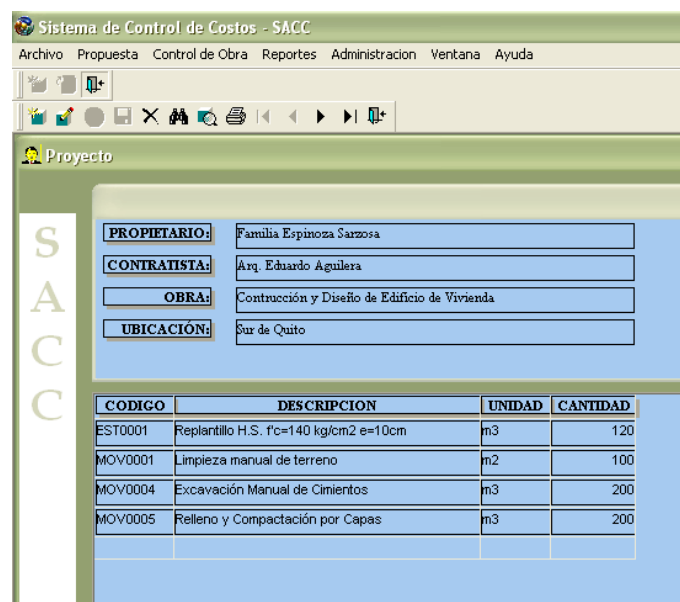 Sistema de Control de Costos - SACC
Archivo Propuesta Control de Obra Reportes Administracion Ventana Ayuda
Proyecto
S
A
C
C
PROPIETARIO: Familia Espinoza Sarzosa
CONTRATISTA: Arq. Eduardo Aguilera
OBRA: Contrucción y Diseño de Edificio de Vivienda
UBICACIÓN: Sur de Quito
CODIGO DESCRIPCION UNIDAD CANTIDAD
EST0001 Replantillo H.S. f'c=140 kg/cm2 e=10cm m3 120
MOV0001 Limpieza manual de terreno m2 100
MOV0004 Excavación Manual de Cimientos m3 200
MOV0005 Relleno y Compactación por Capas m3 200